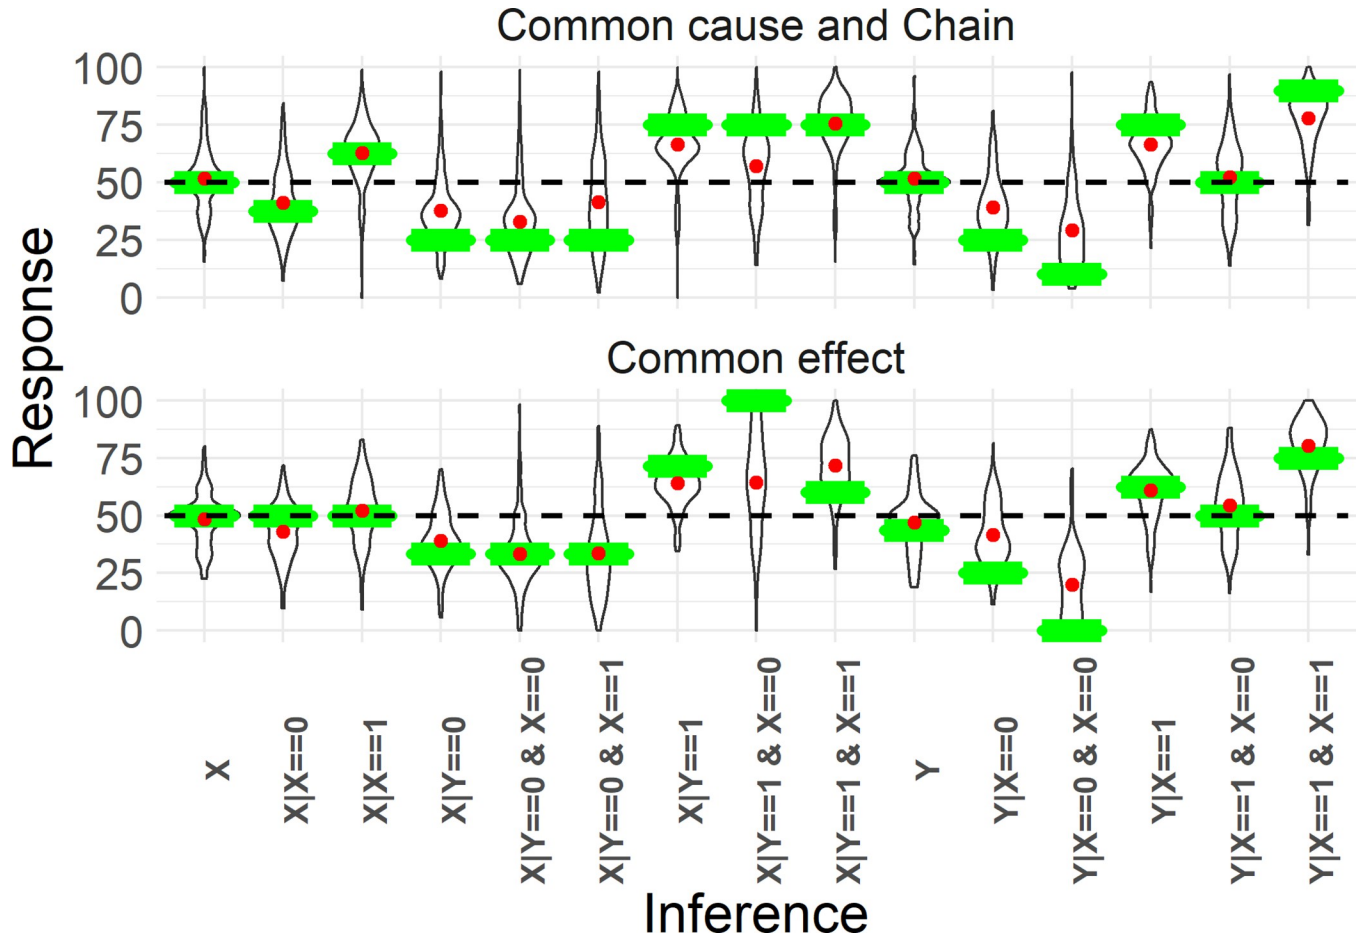 Common cause and Chain
100
75
50
25
0
Common effect
100
75
50
25
0
Response
X
X|X==0
X|X==1
X|Y==0
X|Y==0 & X==0
X|Y==0 & X==1
X|Y==1
X|Y==1 & X==0
X|Y==1 & X==1
Y
Y|X==0
Y|X==0 & X==0
Y|X==1
Y|X==1 & X==0
Y|X==1 & X==1
Inference